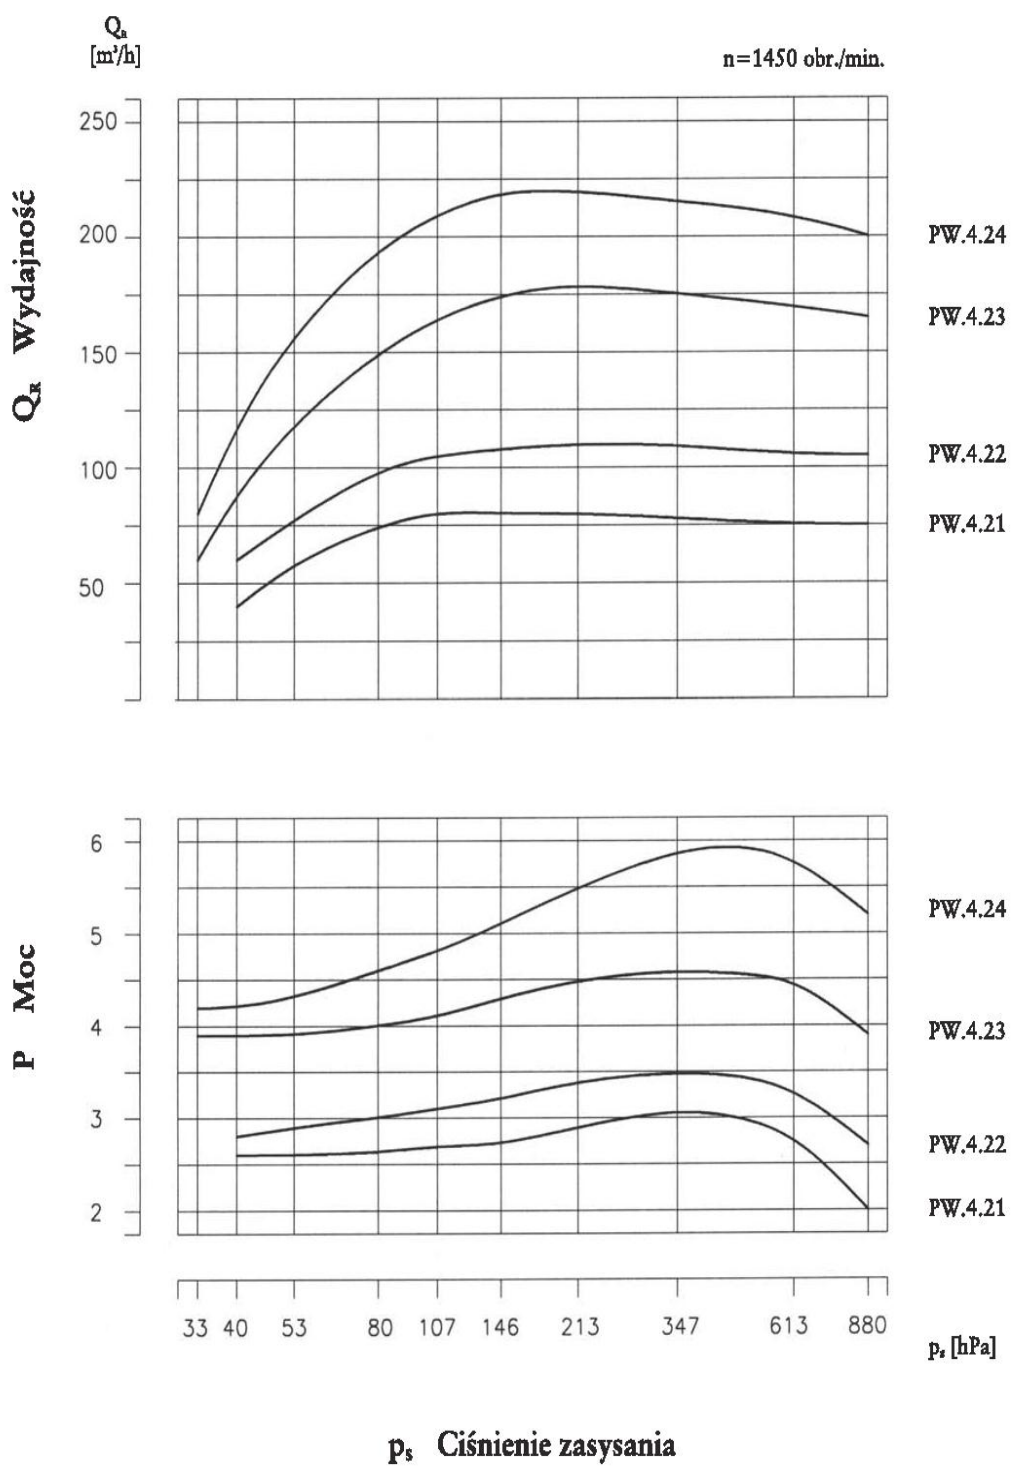 Qₐ
[m³/h]
n=1450 obr./min.
250
200
150
100
50
Q_R Wydajność
PW.4.24
PW.4.23
PW.4.22
PW.4.21
6
5
4
3
2
P Moc
PW.4.24
PW.4.23
PW.4.22
PW.4.21
33 40 53 80 107 146 213 347 613 880
pₛ [hPa]
pₛ Ciśnienie zasysania